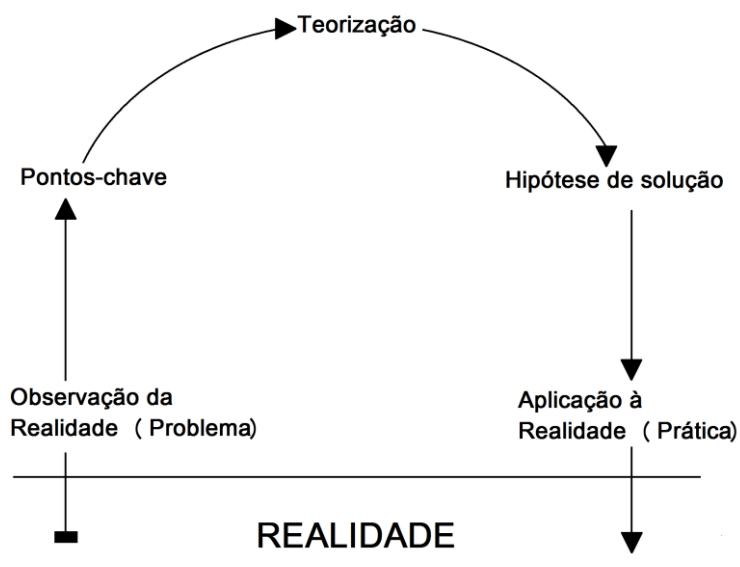 Teorização
Pontos-chave
Hipótese de solução
Observação da
Realidade ( Problema)
Aplicação à
Realidade ( Prática)
REALIDADE